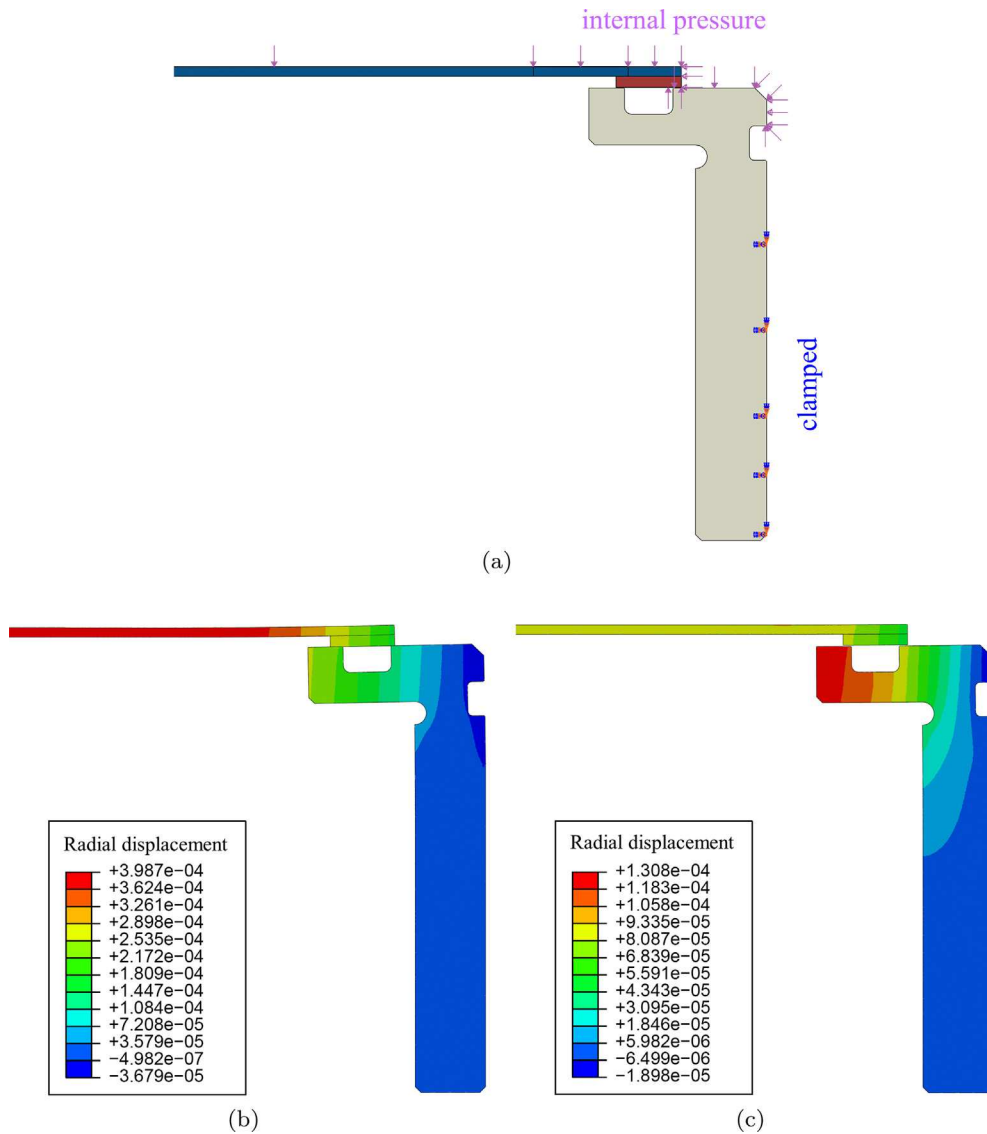 internal pressure
clamped
(a)
Radial displacement
+3.987e−04
+3.624e−04
+3.261e−04
+2.898e−04
+2.535e−04
+2.172e−04
+1.809e−04
+1.447e−04
+1.084e−04
+7.208e−05
+3.579e−05
−4.982e−07
−3.679e−05
(b)
Radial displacement
+1.308e−04
+1.183e−04
+1.058e−04
+9.335e−05
+8.087e−05
+6.839e−05
+5.591e−05
+4.343e−05
+3.095e−05
+1.846e−05
+5.982e−06
−6.499e−06
−1.898e−05
(c)